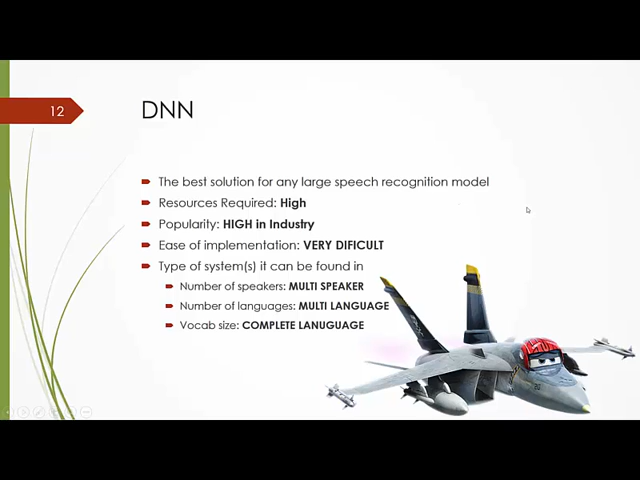 12
DNN
The best solution for any large speech recognition model
Resources Required: High
Popularity: HIGH in Industry
Ease of implementation: VERY DIFICULT
Type of system(s) it can be found in
Number of speakers: MULTI SPEAKER
Number of languages: MULTI LANGUAGE
Vocab size: COMPLETE LANUGUAGE